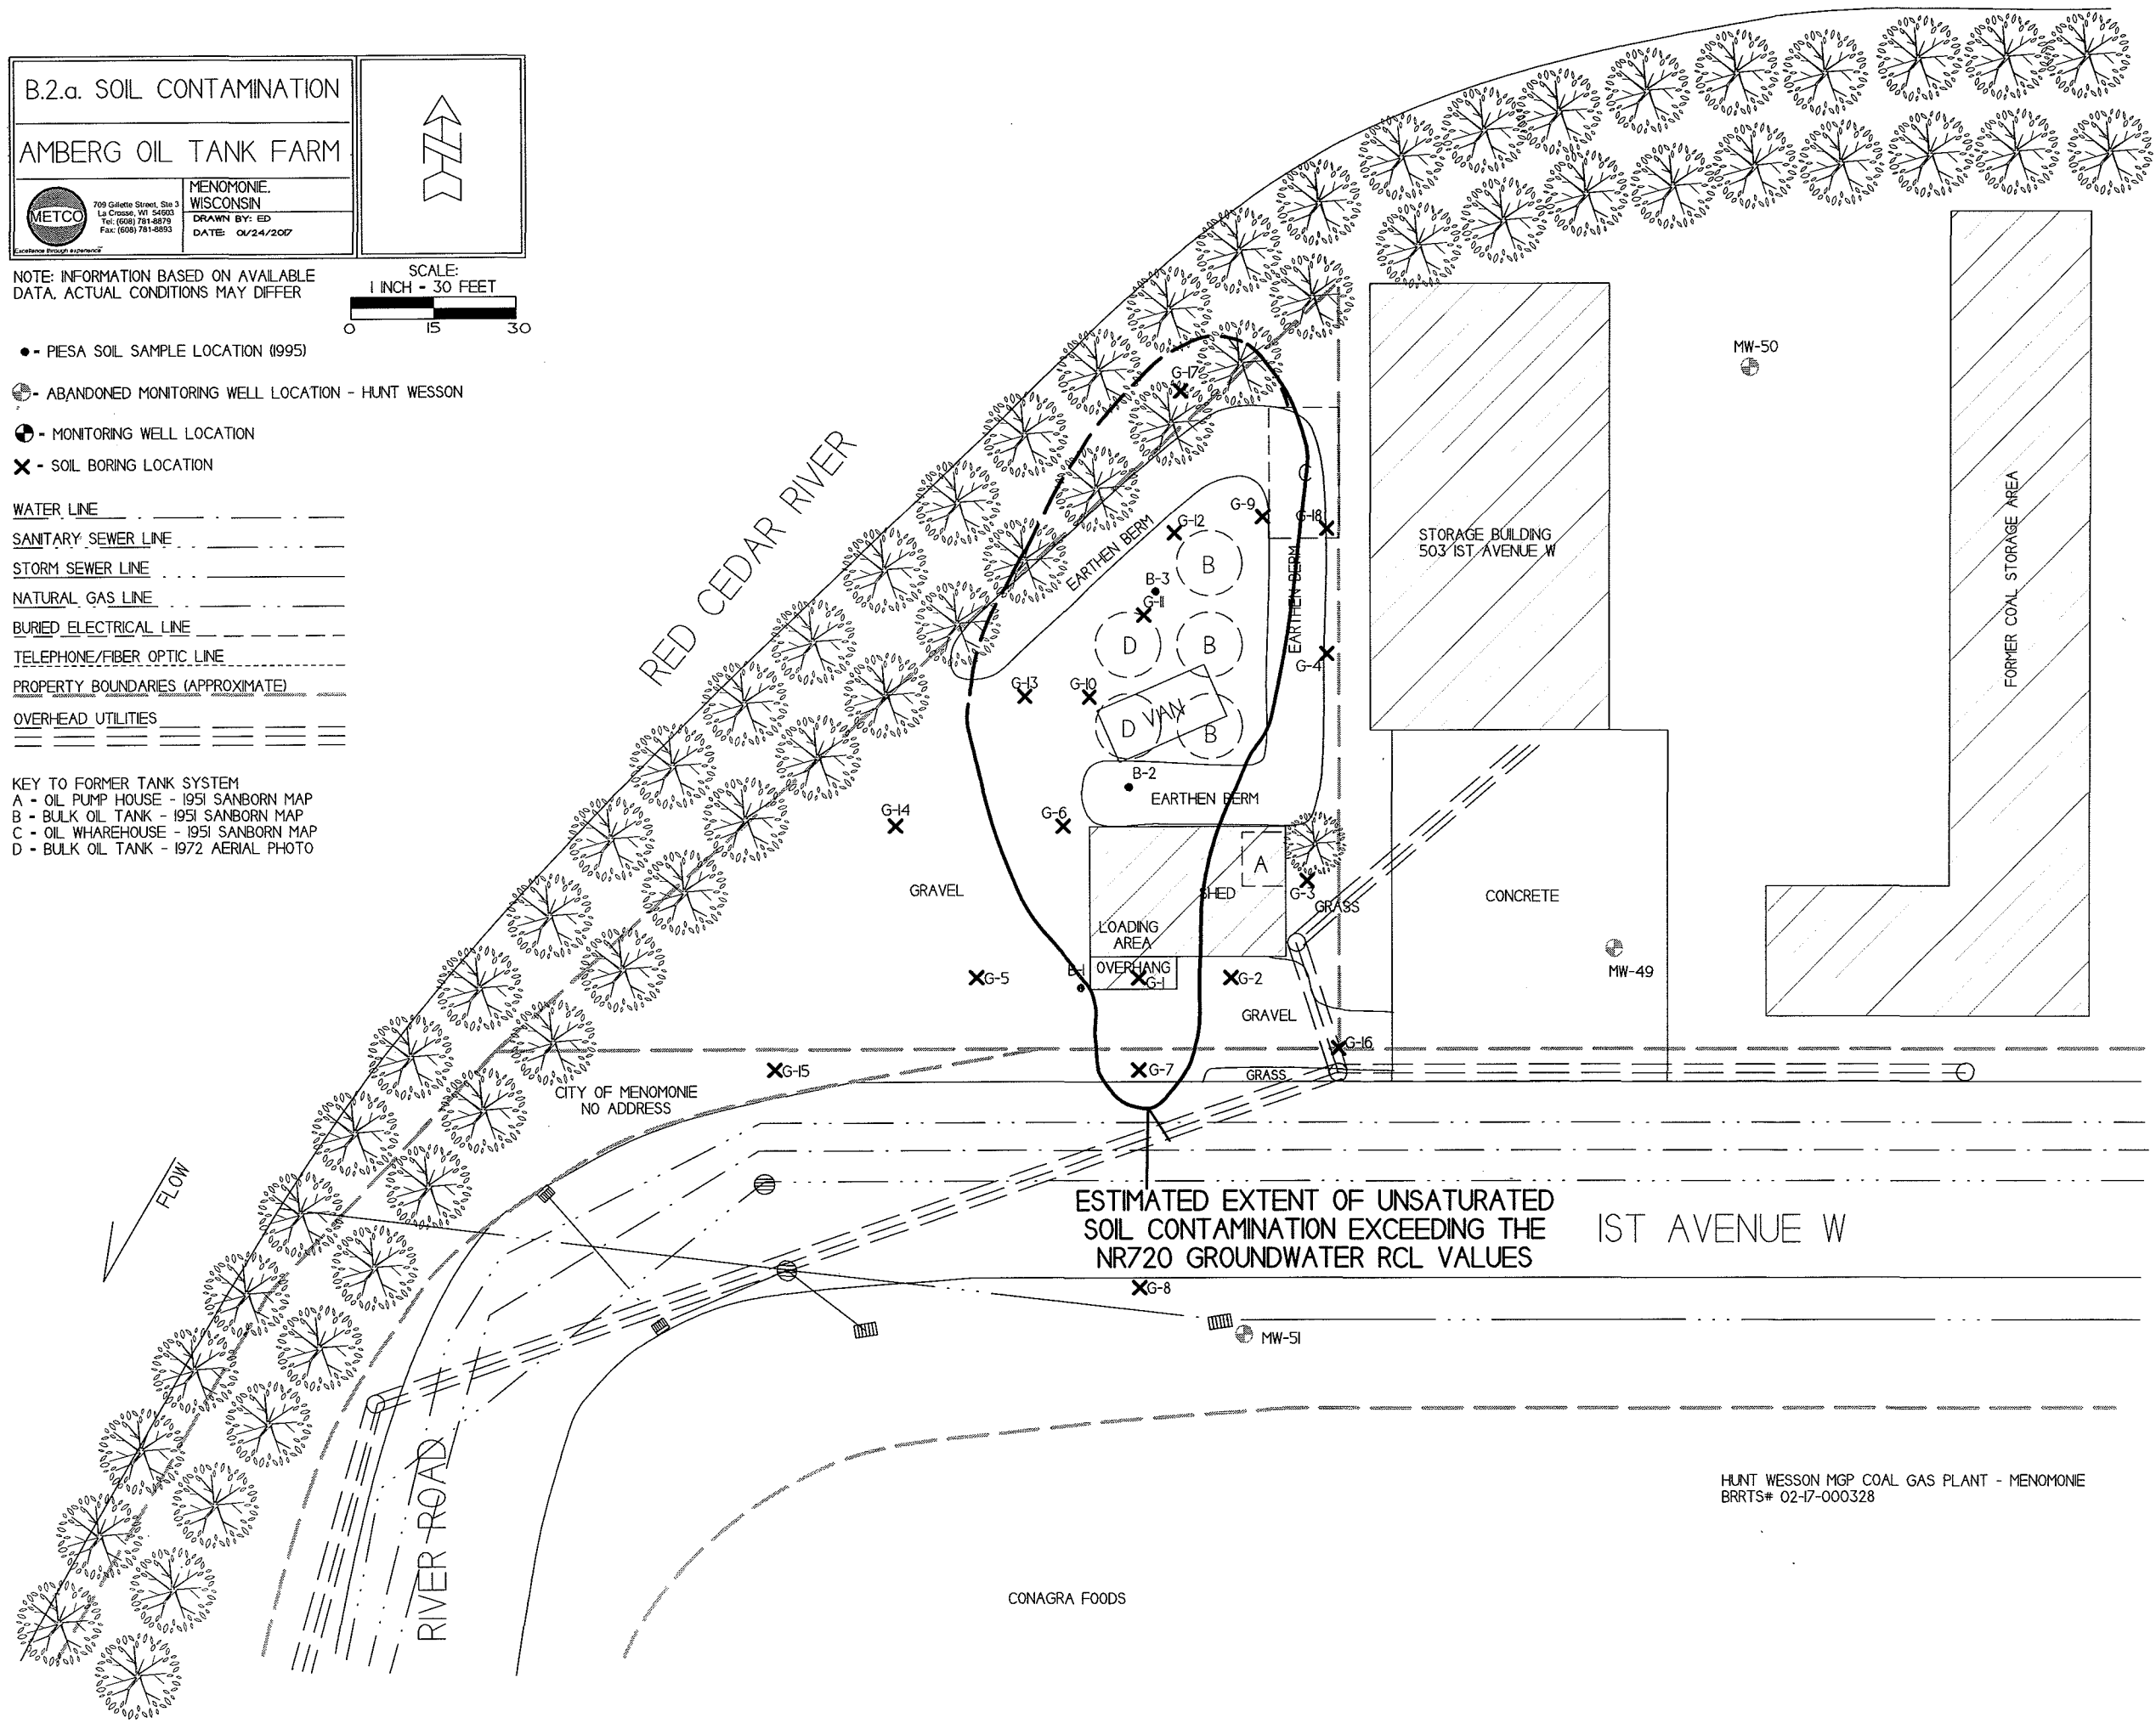 B.2.a. SOIL CONTAMINATION
AMBERG OIL TANK FARM
METCO
Excellence through experience
709 Gillette Street, Ste 3
La Crosse, WI 54603
Tel: (608) 781-8879
Fax: (608) 781-8893
MENOMONIE,
WISCONSIN
DRAWN BY: ED
DATE: 01/24/2017
N
NOTE: INFORMATION BASED ON AVAILABLE
DATA. ACTUAL CONDITIONS MAY DIFFER
SCALE:
1 INCH - 30 FEET
0 15 30
- PIESA SOIL SAMPLE LOCATION (1995)
- ABANDONED MONITORING WELL LOCATION - HUNT WESSON
- MONITORING WELL LOCATION
- SOIL BORING LOCATION
WATER LINE
SANITARY SEWER LINE
STORM SEWER LINE
NATURAL GAS LINE
BURIED ELECTRICAL LINE
TELEPHONE/FIBER OPTIC LINE
PROPERTY BOUNDARIES (APPROXIMATE)
OVERHEAD UTILITIES
KEY TO FORMER TANK SYSTEM
A - OIL PUMP HOUSE - 1951 SANBORN MAP
B - BULK OIL TANK - 1951 SANBORN MAP
C - OIL WHAREHOUSE - 1951 SANBORN MAP
D - BULK OIL TANK - 1972 AERIAL PHOTO
RED CEDAR RIVER
MW-50
G-17
C
G-9
G-18
G-12
EARTHEN BERM
B
B-3
G-11
EARTHEN BERM
STORAGE BUILDING
503 1ST AVENUE W
FORMER COAL STORAGE AREA
D
B
G-4
G-13
G-10
D
VAN
B
B-2
EARTHEN BERM
G-14
G-6
A
GRAVEL
SHED
G-3
GRASS
CONCRETE
LOADING
AREA
OVERHANG
B-1
G-5
G-1
G-2
MW-49
GRAVEL
G-16
G-15
G-7
GRASS
CITY OF MENOMONIE
NO ADDRESS
FLOW
ESTIMATED EXTENT OF UNSATURATED
SOIL CONTAMINATION EXCEEDING THE
NR720 GROUNDWATER RCL VALUES
1ST AVENUE W
G-8
MW-51
RIVER ROAD
HUNT WESSON MGP COAL GAS PLANT - MENOMONIE
BRRTS# 02-17-000328
CONAGRA FOODS